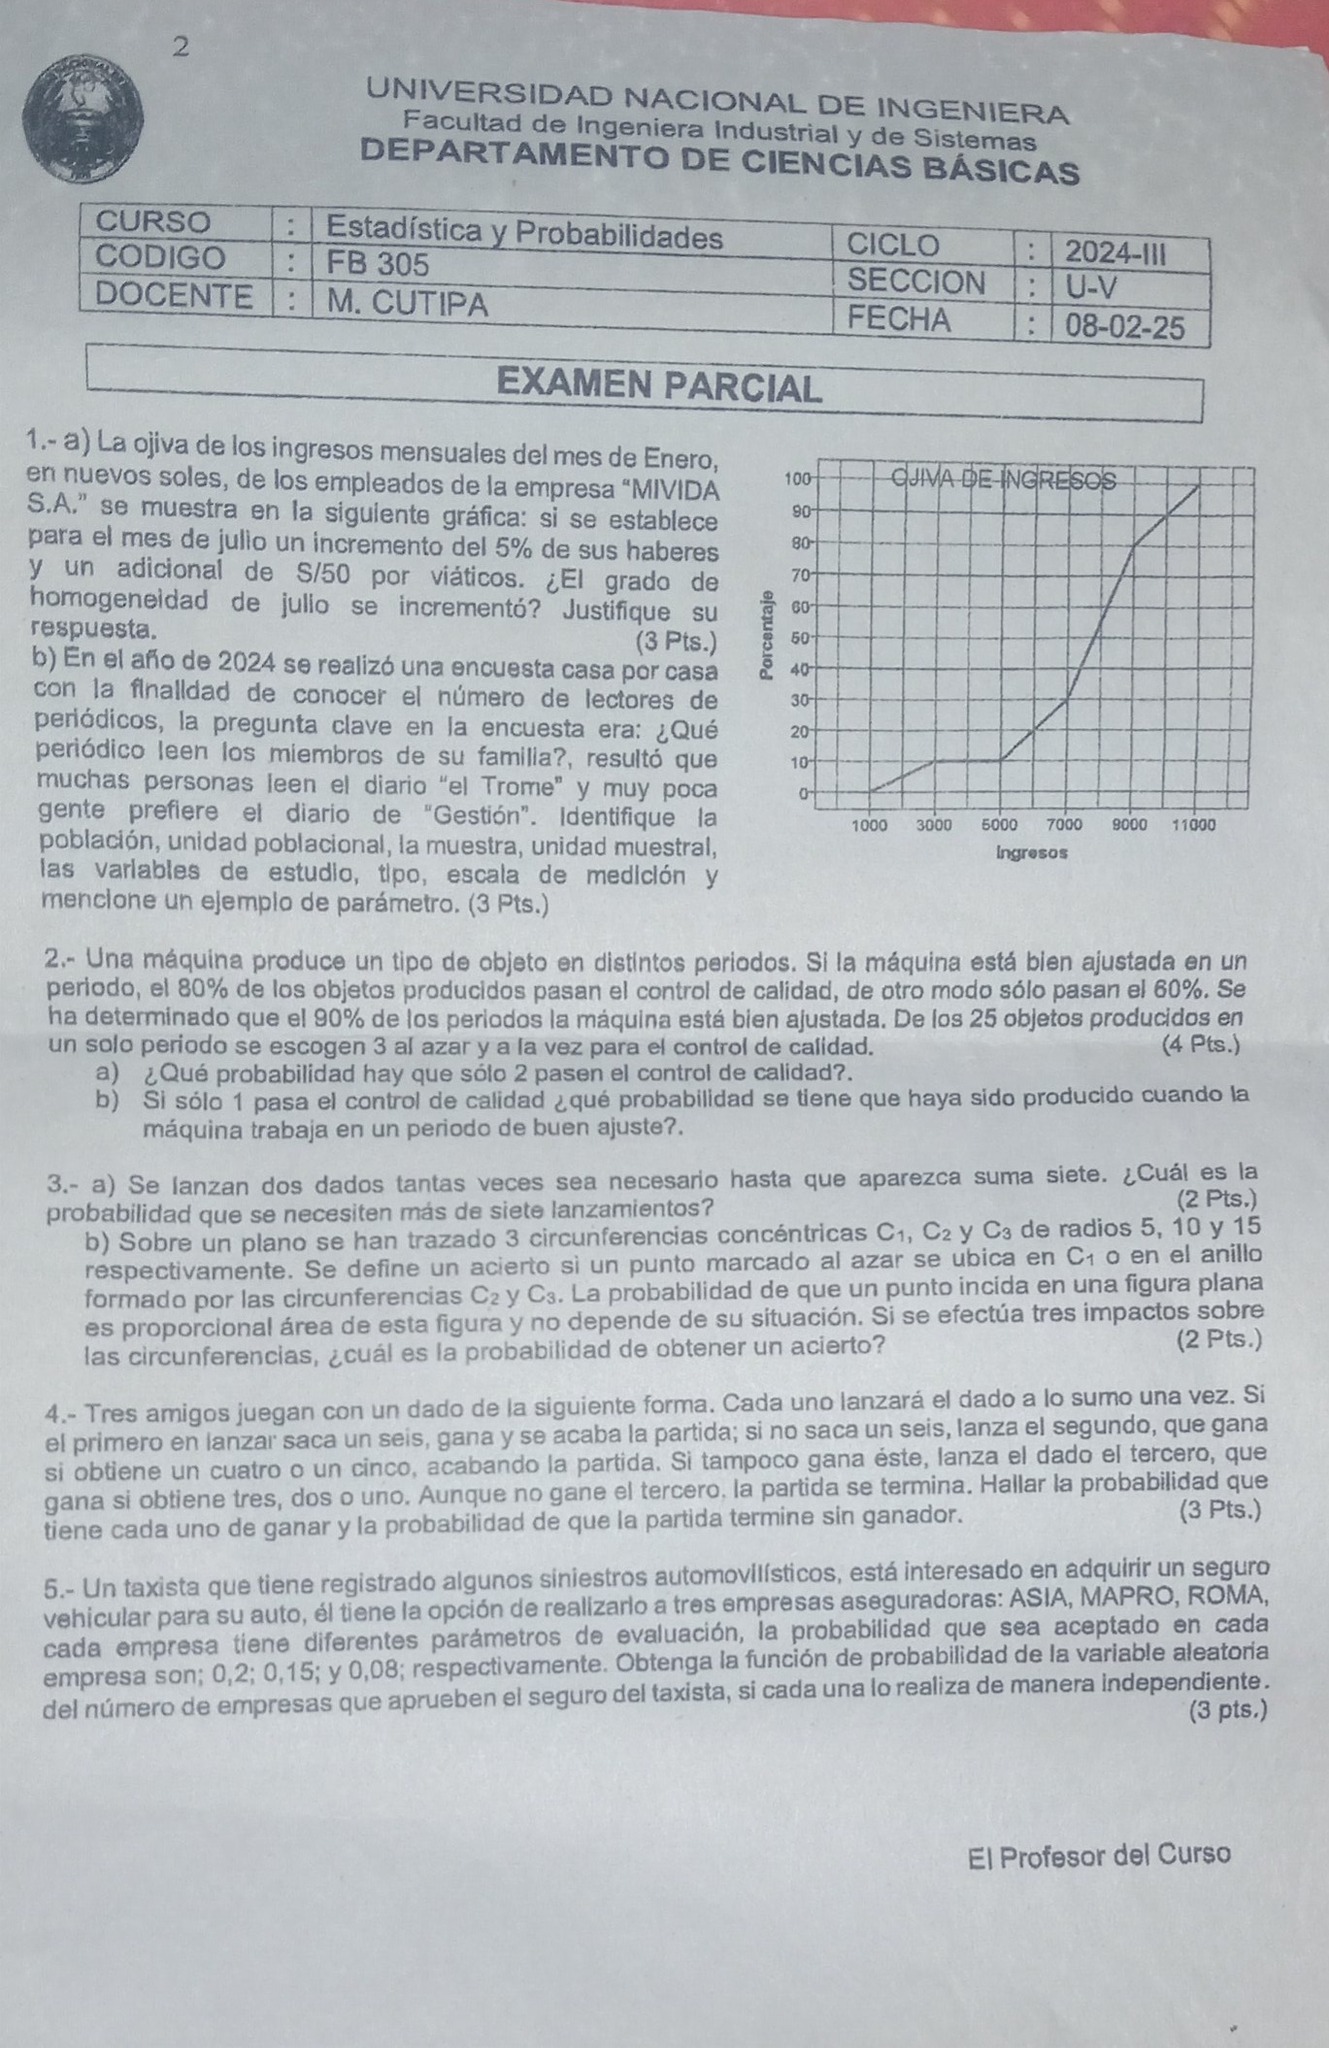 2
UNIVERSIDAD NACIONAL DE INGENIERA
Facultad de Ingeniera Industrial y de Sistemas
DEPARTAMENTO DE CIENCIAS BÁSICAS
CURSO : Estadística y Probabilidades CICLO : 2024-III
CODIGO : FB 305 SECCION : U-V
DOCENTE : M. CUTIPA FECHA : 08-02-25
EXAMEN PARCIAL
1.- a) La ojiva de los ingresos mensuales del mes de Enero,
en nuevos soles, de los empleados de la empresa “MIVIDA
S.A.” se muestra en la siguiente gráfica: si se establece
para el mes de julio un incremento del 5% de sus haberes
y un adicional de S/50 por viáticos. ¿El grado de
homogeneidad de julio se incrementó? Justifique su
respuesta. (3 Pts.)
b) En el año de 2024 se realizó una encuesta casa por casa
con la finalidad de conocer el número de lectores de
periódicos, la pregunta clave en la encuesta era: ¿Qué
periódico leen los miembros de su familia?, resultó que
muchas personas leen el diario “el Trome” y muy poca
gente prefiere el diario de “Gestión”. Identifique la
población, unidad poblacional, la muestra, unidad muestral,
las variables de estudio, tipo, escala de medición y
mencione un ejemplo de parámetro. (3 Pts.)
OJIVA DE INGRESOS
100
90
80
70
60
50
40
30
20
10
0
Porcentaje
1000 3000 5000 7000 9000 11000
Ingresos
2.- Una máquina produce un tipo de objeto en distintos periodos. Si la máquina está bien ajustada en un
periodo, el 80% de los objetos producidos pasan el control de calidad, de otro modo sólo pasan el 60%. Se
ha determinado que el 90% de los periodos la máquina está bien ajustada. De los 25 objetos producidos en
un solo periodo se escogen 3 al azar y a la vez para el control de calidad. (4 Pts.)
a) ¿Qué probabilidad hay que sólo 2 pasen el control de calidad?.
b) Si sólo 1 pasa el control de calidad ¿qué probabilidad se tiene que haya sido producido cuando la
máquina trabaja en un periodo de buen ajuste?.
3.- a) Se lanzan dos dados tantas veces sea necesario hasta que aparezca suma siete. ¿Cuál es la
probabilidad que se necesiten más de siete lanzamientos? (2 Pts.)
b) Sobre un plano se han trazado 3 circunferencias concéntricas C₁, C₂ y C₃ de radios 5, 10 y 15
respectivamente. Se define un acierto si un punto marcado al azar se ubica en C₁ o en el anillo
formado por las circunferencias C₂ y C₃. La probabilidad de que un punto incida en una figura plana
es proporcional área de esta figura y no depende de su situación. Si se efectúa tres impactos sobre
las circunferencias, ¿cuál es la probabilidad de obtener un acierto? (2 Pts.)
4.- Tres amigos juegan con un dado de la siguiente forma. Cada uno lanzará el dado a lo sumo una vez. Si
el primero en lanzar saca un seis, gana y se acaba la partida; si no saca un seis, lanza el segundo, que gana
si obtiene un cuatro o un cinco, acabando la partida. Si tampoco gana éste, lanza el dado el tercero, que
gana si obtiene tres, dos o uno. Aunque no gane el tercero, la partida se termina. Hallar la probabilidad que
tiene cada uno de ganar y la probabilidad de que la partida termine sin ganador. (3 Pts.)
5.- Un taxista que tiene registrado algunos siniestros automovilísticos, está interesado en adquirir un seguro
vehicular para su auto, él tiene la opción de realizarlo a tres empresas aseguradoras: ASIA, MAPRO, ROMA,
cada empresa tiene diferentes parámetros de evaluación, la probabilidad que sea aceptado en cada
empresa son; 0,2; 0,15; y 0,08; respectivamente. Obtenga la función de probabilidad de la variable aleatoria
del número de empresas que aprueben el seguro del taxista, si cada una lo realiza de manera independiente.
(3 pts.)
El Profesor del Curso